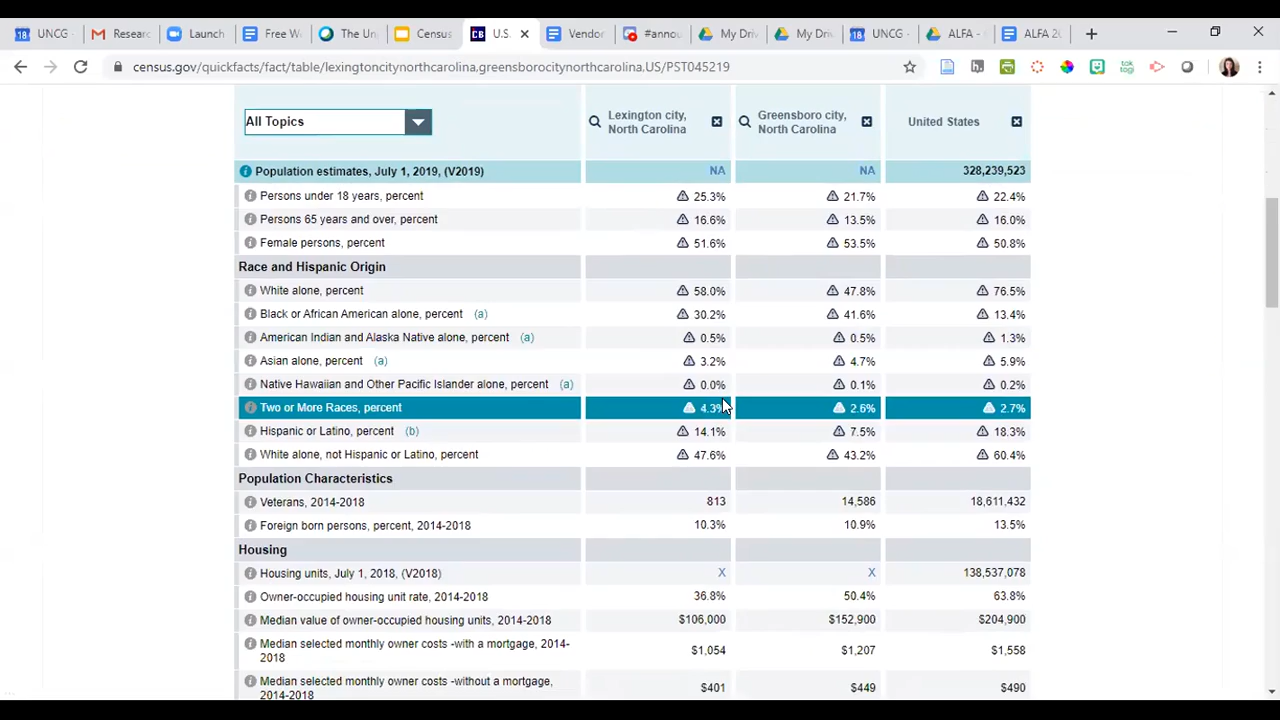 UNCG
Researc
Launch
Free W
The Un
Census
CB U.S.
Vendor
#annou
My Driv
My Driv
UNCG -
ALFA -
ALFA 20
census.gov/quickfacts/fact/table/lexingtoncitynorthcarolina,greensborocitynorthcarolina,US/PST045219
All Topics
Lexington city, North Carolina
Greensboro city, North Carolina
United States
Population estimates, July 1, 2019, (V2019) NA NA 328,239,523
Persons under 18 years, percent 25.3% 21.7% 22.4%
Persons 65 years and over, percent 16.6% 13.5% 16.0%
Female persons, percent 51.6% 53.5% 50.8%
Race and Hispanic Origin
White alone, percent 58.0% 47.8% 76.5%
Black or African American alone, percent (a) 30.2% 41.6% 13.4%
American Indian and Alaska Native alone, percent (a) 0.5% 0.5% 1.3%
Asian alone, percent (a) 3.2% 4.7% 5.9%
Native Hawaiian and Other Pacific Islander alone, percent (a) 0.0% 0.1% 0.2%
Two or More Races, percent 4.3% 2.6% 2.7%
Hispanic or Latino, percent (b) 14.1% 7.5% 18.3%
White alone, not Hispanic or Latino, percent 47.6% 43.2% 60.4%
Population Characteristics
Veterans, 2014-2018 813 14,586 18,611,432
Foreign born persons, percent, 2014-2018 10.3% 10.9% 13.5%
Housing
Housing units, July 1, 2018, (V2018) X X 138,537,078
Owner-occupied housing unit rate, 2014-2018 36.8% 50.4% 63.8%
Median value of owner-occupied housing units, 2014-2018 $106,000 $152,900 $204,900
Median selected monthly owner costs -with a mortgage, 2014-
2018 $1,054 $1,207 $1,558
Median selected monthly owner costs -without a mortgage,
2014-2018 $401 $449 $490